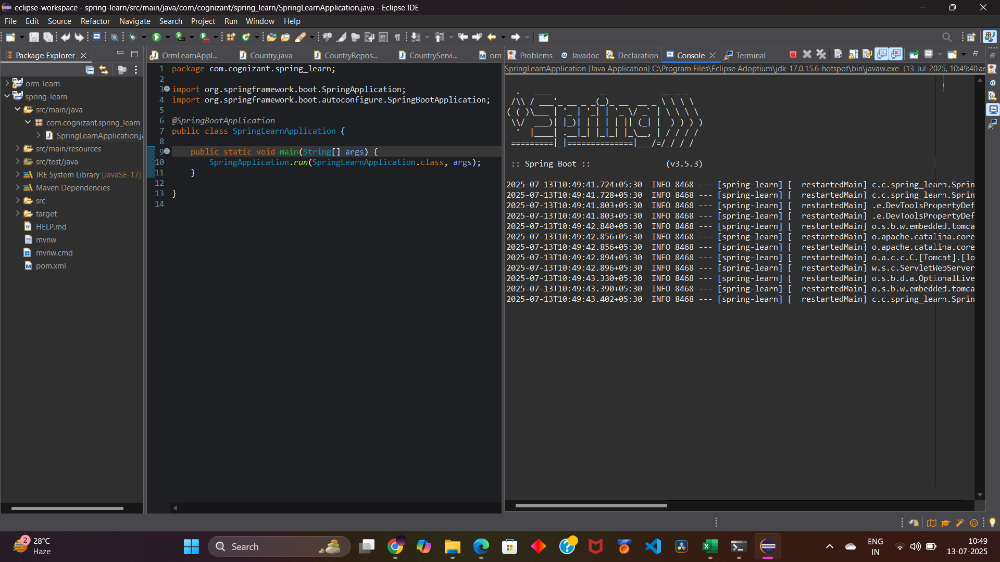 eclipse-workspace - spring-learn/src/main/java/com/cognizant/spring_learn/SpringLearnApplication.java - Eclipse IDE
File Edit Source Refactor Navigate Search Project Run Window Help
Package Explorer
orm-learn
spring-learn
src/main/java
com.cognizant.spring_learn
SpringLearnApplication.ja
src/main/resources
src/test/java
JRE System Library [JavaSE-17]
Maven Dependencies
src
target
HELP.md
mvnw
mvnw.cmd
pom.xml
OrmLearnAppl... Country.java CountryRepos... CountryServi... orm
1 package com.cognizant.spring_learn;
2
3 import org.springframework.boot.SpringApplication;
4 import org.springframework.boot.autoconfigure.SpringBootApplication;
5
6 @SpringBootApplication
7 public class SpringLearnApplication {
8
9 public static void main(String[] args) {
10 SpringApplication.run(SpringLearnApplication.class, args);
11 }
12
13 }
14
Problems Javadoc Declaration Console Terminal
SpringLearnApplication [Java Application] C:\Program Files\Eclipse Adoptium\jdk-17.0.15.6-hotspot\bin\javaw.exe (13-Jul-2025, 10:49:40 ar
  .   ____          _            __ _ _
 /\\ / ___'_ __ _ _(_)_ __  __ _ \ \ \ \
( ( )\___ | '_ | '_| | '_ \/ _` | \ \ \ \
 \\/  ___)| |_)| | | | | || (_| |  ) ) ) )
  '  |____| .__|_| |_|_| |_\__, | / / / /
 =========|_|==============|___/=/_/_/_/
:: Spring Boot :: (v3.5.3)
2025-07-13T10:49:41.724+05:30 INFO 8468 --- [spring-learn] [ restartedMain] c.c.spring_learn.Sprin
2025-07-13T10:49:41.728+05:30 INFO 8468 --- [spring-learn] [ restartedMain] c.c.spring_learn.Sprin
2025-07-13T10:49:41.803+05:30 INFO 8468 --- [spring-learn] [ restartedMain] .e.DevToolsPropertyDef
2025-07-13T10:49:41.803+05:30 INFO 8468 --- [spring-learn] [ restartedMain] .e.DevToolsPropertyDef
2025-07-13T10:49:42.840+05:30 INFO 8468 --- [spring-learn] [ restartedMain] o.s.b.w.embedded.tomca
2025-07-13T10:49:42.856+05:30 INFO 8468 --- [spring-learn] [ restartedMain] o.apache.catalina.core
2025-07-13T10:49:42.856+05:30 INFO 8468 --- [spring-learn] [ restartedMain] o.apache.catalina.core
2025-07-13T10:49:42.894+05:30 INFO 8468 --- [spring-learn] [ restartedMain] o.a.c.c.C.[Tomcat].[lo
2025-07-13T10:49:42.896+05:30 INFO 8468 --- [spring-learn] [ restartedMain] w.s.c.ServletWebServer
2025-07-13T10:49:43.330+05:30 INFO 8468 --- [spring-learn] [ restartedMain] o.s.b.d.a.OptionalLive
2025-07-13T10:49:43.390+05:30 INFO 8468 --- [spring-learn] [ restartedMain] o.s.b.w.embedded.tomca
2025-07-13T10:49:43.402+05:30 INFO 8468 --- [spring-learn] [ restartedMain] c.c.spring_learn.Sprin
2
28°C
Haze
Search
ENG
IN
10:49
13-07-2025